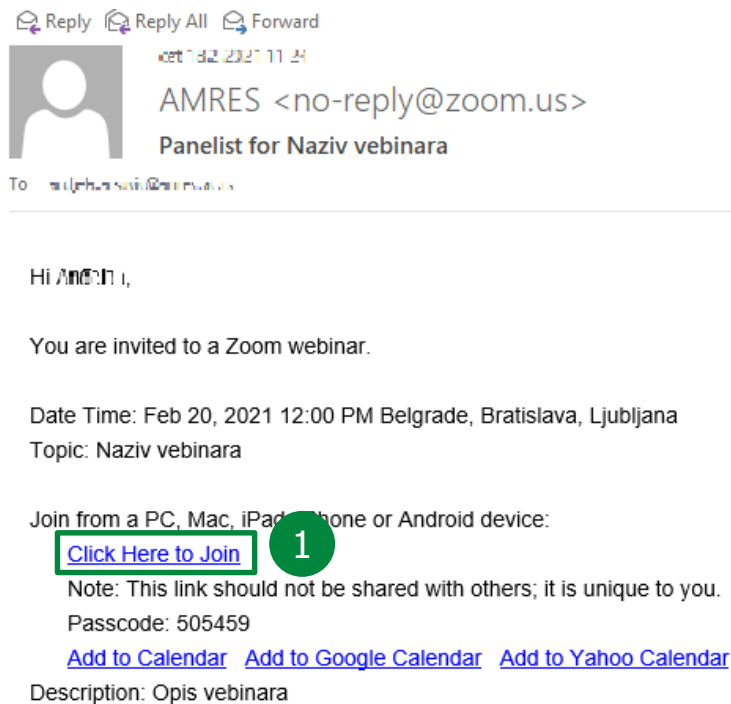 Reply Reply All Forward
11
AMRES <no-reply@zoom.us>
Panelist for Naziv vebinara
To
Hi
You are invited to a Zoom webinar.
Date Time: Feb 20, 2021 12:00 PM Belgrade, Bratislava, Ljubljana
Topic: Naziv vebinara
Join from a PC, Mac, or Android device:
Click Here to Join 1
Note: This link should not be shared with others; it is unique to you.
Passcode: 505459
Add to Calendar Add to Google Calendar Add to Yahoo Calendar
Description: Opis vebinara